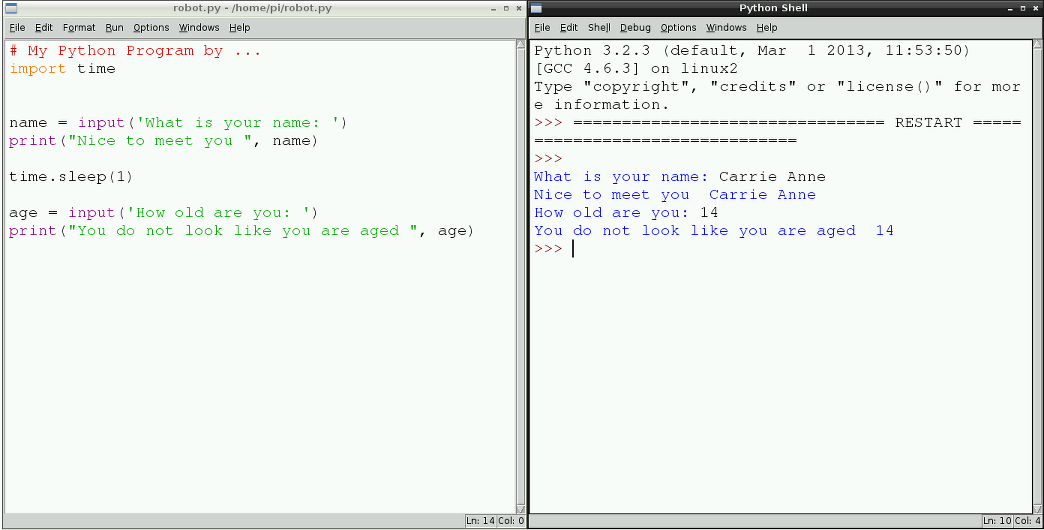 robot.py - /home/pi/robot.py
File Edit Format Run Options Windows Help
# My Python Program by ...
import time
name = input('What is your name: ')
print("Nice to meet you ", name)
time.sleep(1)
age = input('How old are you: ')
print("You do not look like you are aged ", age)
Ln: 14 Col: 0
Python Shell
File Edit Shell Debug Options Windows Help
Python 3.2.3 (default, Mar  1 2013, 11:53:50)
[GCC 4.6.3] on linux2
Type "copyright", "credits" or "license()" for mor
e information.
>>> ================================ RESTART =====
===========================
>>>
What is your name: Carrie Anne
Nice to meet you  Carrie Anne
How old are you: 14
You do not look like you are aged  14
>>>
Ln: 10 Col: 4